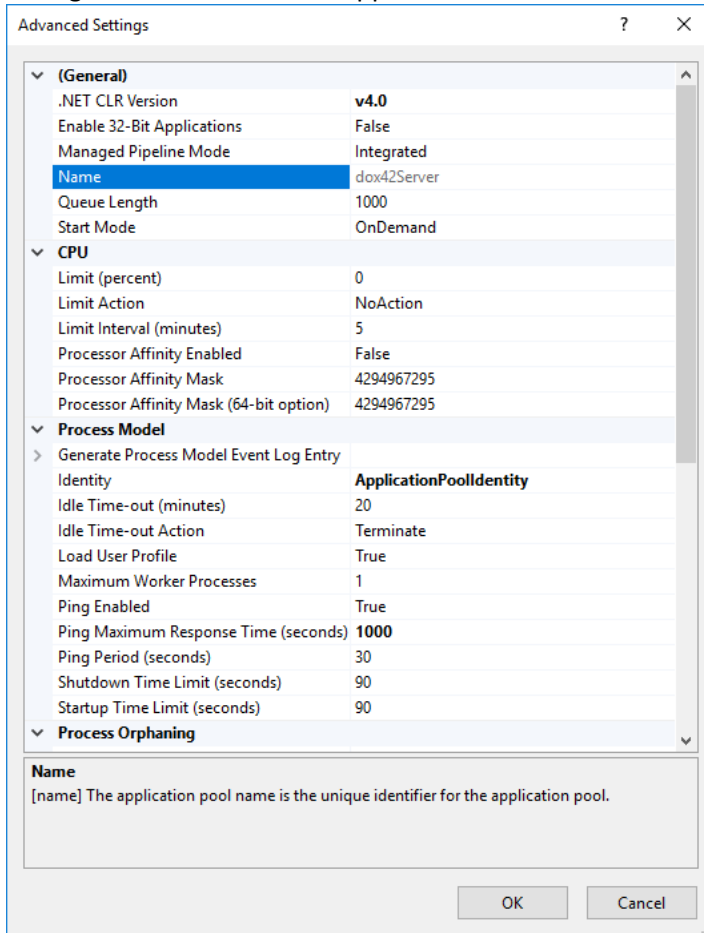 Advanced Settings ? ✕
(General)
.NET CLR Version v4.0
Enable 32-Bit Applications False
Managed Pipeline Mode Integrated
Name dox42Server
Queue Length 1000
Start Mode OnDemand
CPU
Limit (percent) 0
Limit Action NoAction
Limit Interval (minutes) 5
Processor Affinity Enabled False
Processor Affinity Mask 4294967295
Processor Affinity Mask (64-bit option) 4294967295
Process Model
Generate Process Model Event Log Entry
Identity ApplicationPoolIdentity
Idle Time-out (minutes) 20
Idle Time-out Action Terminate
Load User Profile True
Maximum Worker Processes 1
Ping Enabled True
Ping Maximum Response Time (seconds) 1000
Ping Period (seconds) 30
Shutdown Time Limit (seconds) 90
Startup Time Limit (seconds) 90
Process Orphaning
Name
[name] The application pool name is the unique identifier for the application pool.
OK Cancel